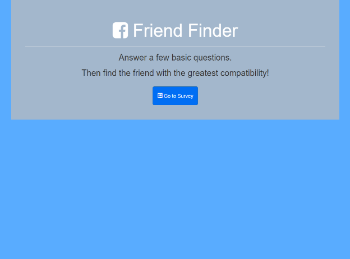 Friend Finder
Answer a few basic questions.
Then find the friend with the greatest compatibility!
Go to Survey